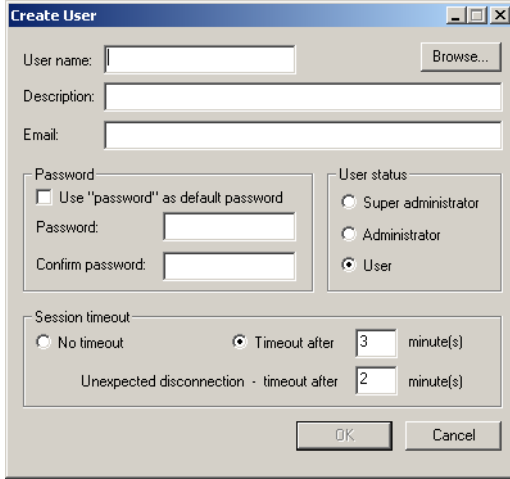 Create User
User name:
Browse...
Description:
Email:
Password
Use "password" as default password
Password:
Confirm password:
User status
Super administrator
Administrator
User
Session timeout
No timeout
Timeout after 3 minute(s)
Unexpected disconnection - timeout after 2 minute(s)
OK
Cancel